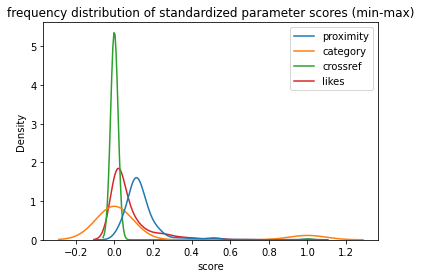 frequency distribution of standardized parameter scores (min-max)
proximity
category
crossref
likes
Density
5
4
3
2
1
0
−0.2 0.0 0.2 0.4 0.6 0.8 1.0 1.2
score